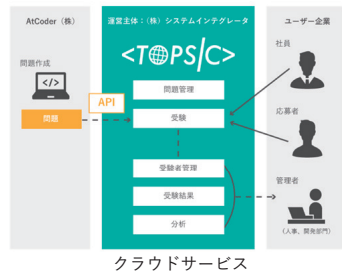 AtCoder（株）
問題作成
</>
問題
API
運営主体：（株）システムインテグレータ
<TOPSIC>
問題管理
受験
受験者管理
受験結果
分析
ユーザー企業
社員
応募者
管理者
（人事、開発部門）
クラウドサービス